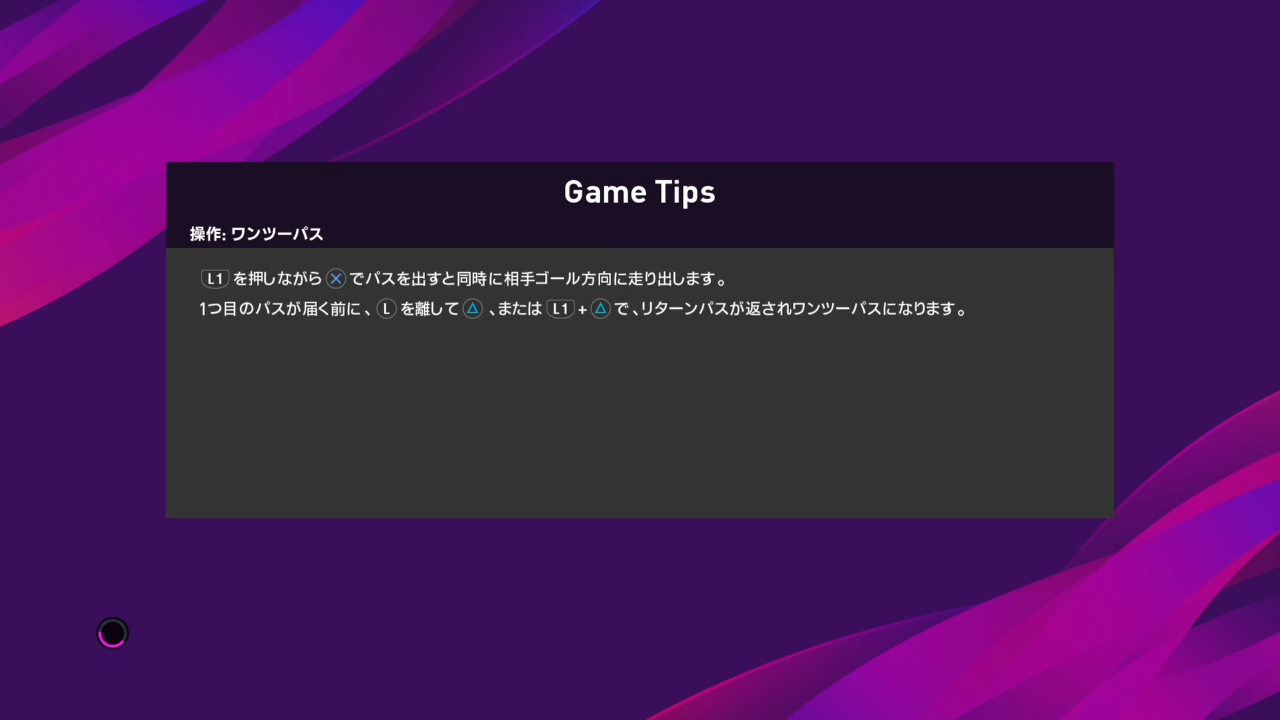 Game Tips
操作: ワンツーパス
L1 を押しながら × でパスを出すと同時に相手ゴール方向に走り出します。
1つ目のパスが届く前に、 L を離して △ 、または L1 + △ で、リターンパスが返されワンツーパスになります。